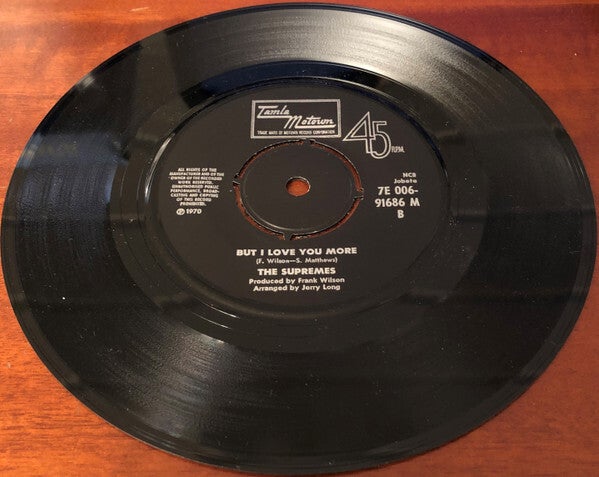 Tamla
Motown
TRADE MARK OF MOTOWN RECORD CORPORATION
45 R.P.M.
ALL RIGHTS OF THE
MANUFACTURER AND OF THE
OWNER OF THE RECORDED
WORK RESERVED.
UNAUTHORISED PUBLIC
PERFORMANCE, BROAD-
CASTING AND COPYING
OF THIS RECORD
PROHIBITED.
Ⓟ 1970
NCB
Jobete
7E 006-
91686 M
B
BUT I LOVE YOU MORE
(F. Wilson—S. Matthews)
THE SUPREMES
Produced by Frank Wilson
Arranged by Jerry Long